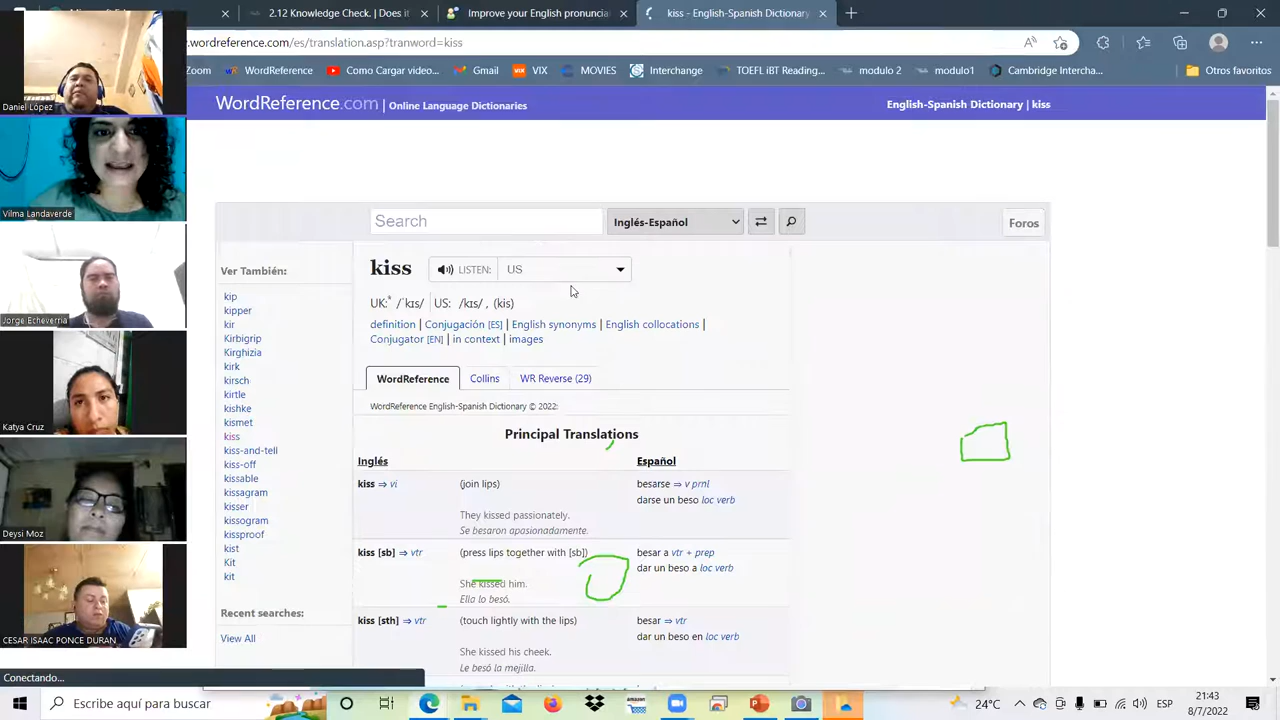 2.12 Knowledge Check. | Does it
improve your English pronuncia
kiss - English-Spanish Dictionary
wordreference.com/es/translation.asp?tranword=kiss
Zoom
WordReference
Como Cargar video...
Gmail
VIX
MOVIES
Interchange
TOEFL iBT Reading...
modulo 2
modulo1
Cambridge Intercha...
Otros favoritos
WordReference.com | Online Language Dictionaries
English-Spanish Dictionary | kiss
Daniel López
Vilma Landaverde
Jorge Echeverria
Katya Cruz
Deysi Moz
CESAR ISAAC PONCE DURAN
Search
Inglés-Español
Foros
Ver También:
kip
kipper
kir
Kirbigrip
Kirghizia
kirk
kirsch
kirtle
kishke
kismet
kiss
kiss-and-tell
kiss-off
kissable
kissagram
kisser
kissogram
kissproof
kist
Kit
kit
Recent searches:
View All
kiss
LISTEN:
US
UK:* /ˈkɪs/ US: /kɪs/ , (kis)
definition | Conjugación [ES] | English synonyms | English collocations |
Conjugator [EN] | in context | images
WordReference
Collins
WR Reverse (29)
WordReference English-Spanish Dictionary © 2022:
Principal Translations
Inglés Español
kiss ⇒ vi (join lips) besarse ⇒ v prnl
darse un beso loc verb
They kissed passionately.
Se besaron apasionadamente.
kiss [sb] ⇒ vtr (press lips together with [sb]) besar a vtr + prep
dar un beso a loc verb
She kissed him.
Ella lo besó.
kiss [sth] ⇒ vtr (touch lightly with the lips) besar ⇒ vtr
dar un beso en loc verb
She kissed his cheek.
Le besó la mejilla.
Conectando...
Escribe aquí para buscar
24°C
ESP
21:43
8/7/2022